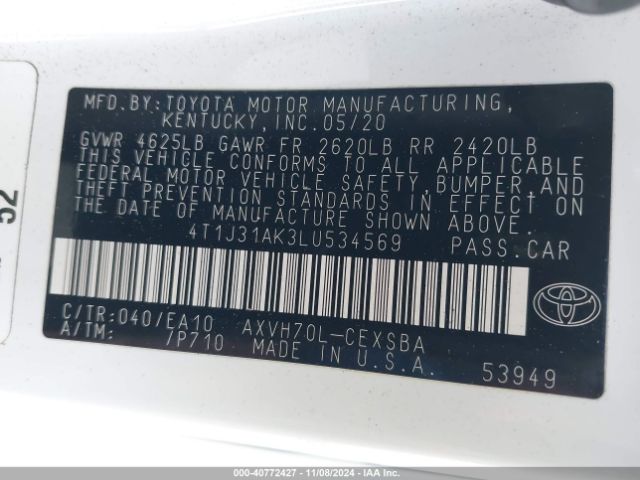 MFD.BY:TOYOTA MOTOR MANUFACTURING,
KENTUCKY,INC.05/20
GVWR 4625LB GAWR FR 2620LB RR 2420LB
THIS VEHICLE CONFORMS TO ALL APPLICABLE
FEDERAL MOTOR VEHICLE SAFETY,BUMPER,AND
THEFT PREVENTION STANDARDS IN EFFECT ON
THE DATE OF MANUFACTURE SHOWN ABOVE.
4T1J31AK3LU534569 PASS.CAR
C/TR:040/EA10 AXVH70L-CEXSBA
A/TM: /P710 MADE IN U.S.A.
53949
52
000-40772427 - 11/08/2024 - IAA Inc.